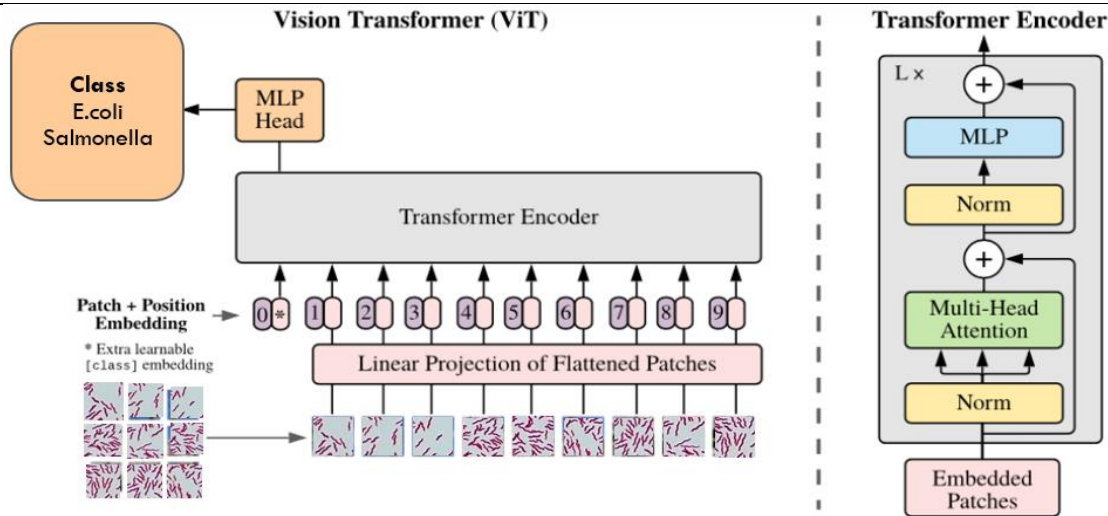 Vision Transformer (ViT)
Class
E.coli
Salmonella
MLP
Head
Transformer Encoder
Patch + Position
Embedding
* Extra learnable
[class] embedding
0 * 1 2 3 4 5 6 7 8 9
Linear Projection of Flattened Patches
Transformer Encoder
L ×
+
MLP
Norm
+
Multi-Head
Attention
Norm
Embedded
Patches